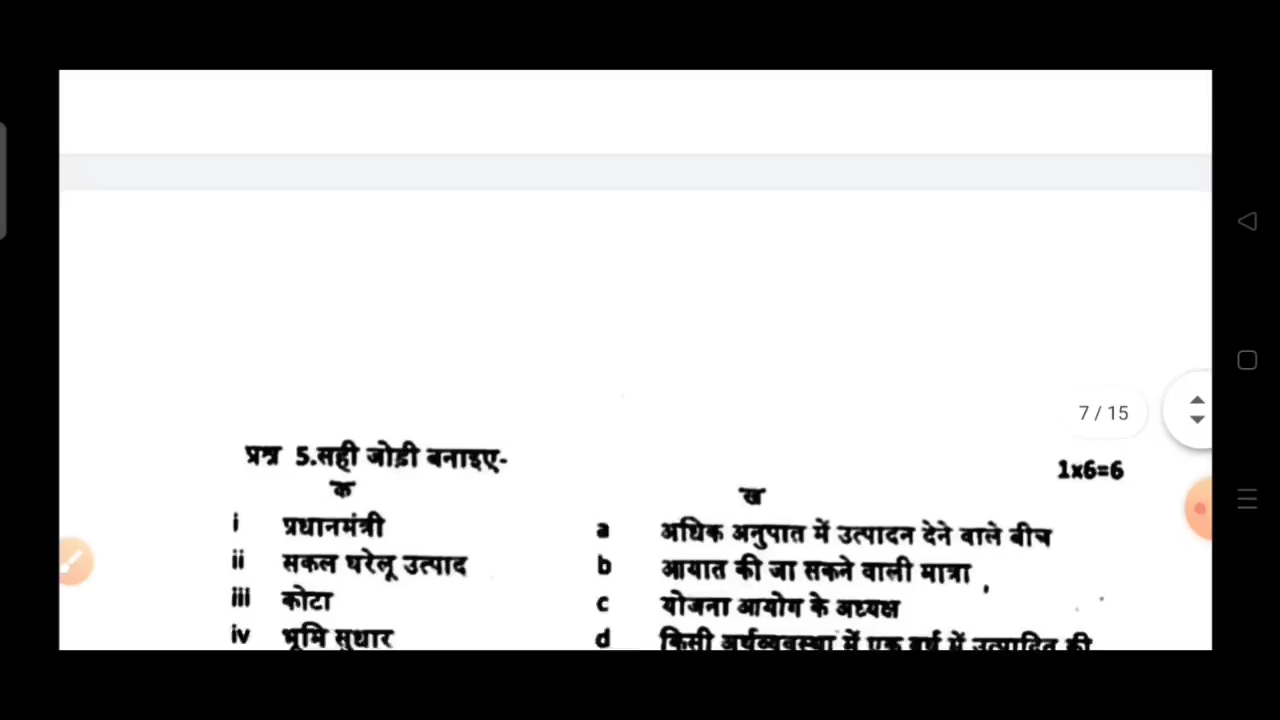 7 / 15
प्रश्न 5.सही जोड़ी बनाइए- 1x6=6
क ख
i प्रधानमंत्री a अधिक अनुपात में उत्पादन देने वाले बीच
ii सकल घरेलू उत्पाद b आयात की जा सकने वाली मात्रा
iii कोटा c योजना आयोग के अध्यक्ष
iv भूमि सुधार d किसी अर्थव्यवस्था में एक वर्ष में उत्पादित की